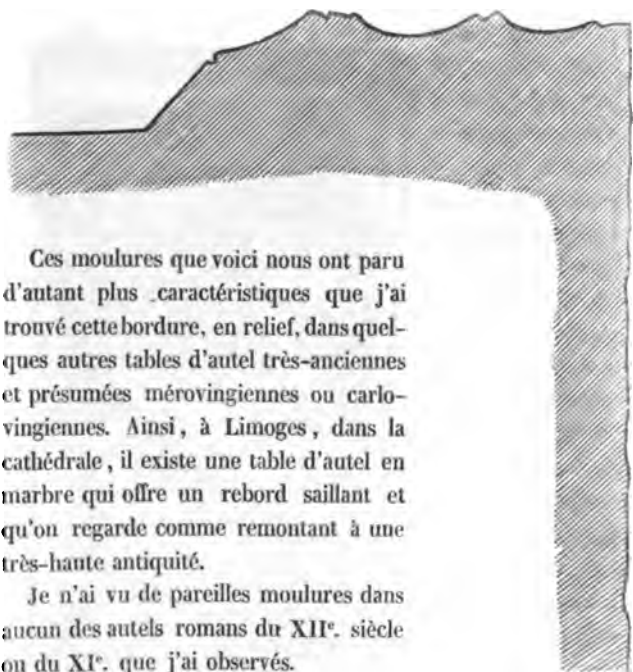 Ces moulures que voici nous ont paru
d'autant plus caractéristiques que j'ai
trouvé cette bordure, en relief, dans quel-
ques autres tables d'autel très-anciennes
et présumées mérovingiennes ou carlo-
vingiennes. Ainsi, à Limoges, dans la
cathédrale, il existe une table d'autel en
marbre qui offre un rebord saillant et
qu'on regarde comme remontant à une
très-haute antiquité.
Je n'ai vu de pareilles moulures dans
aucun des autels romans du XIIe. siècle
ou du XIe. que j'ai observés.